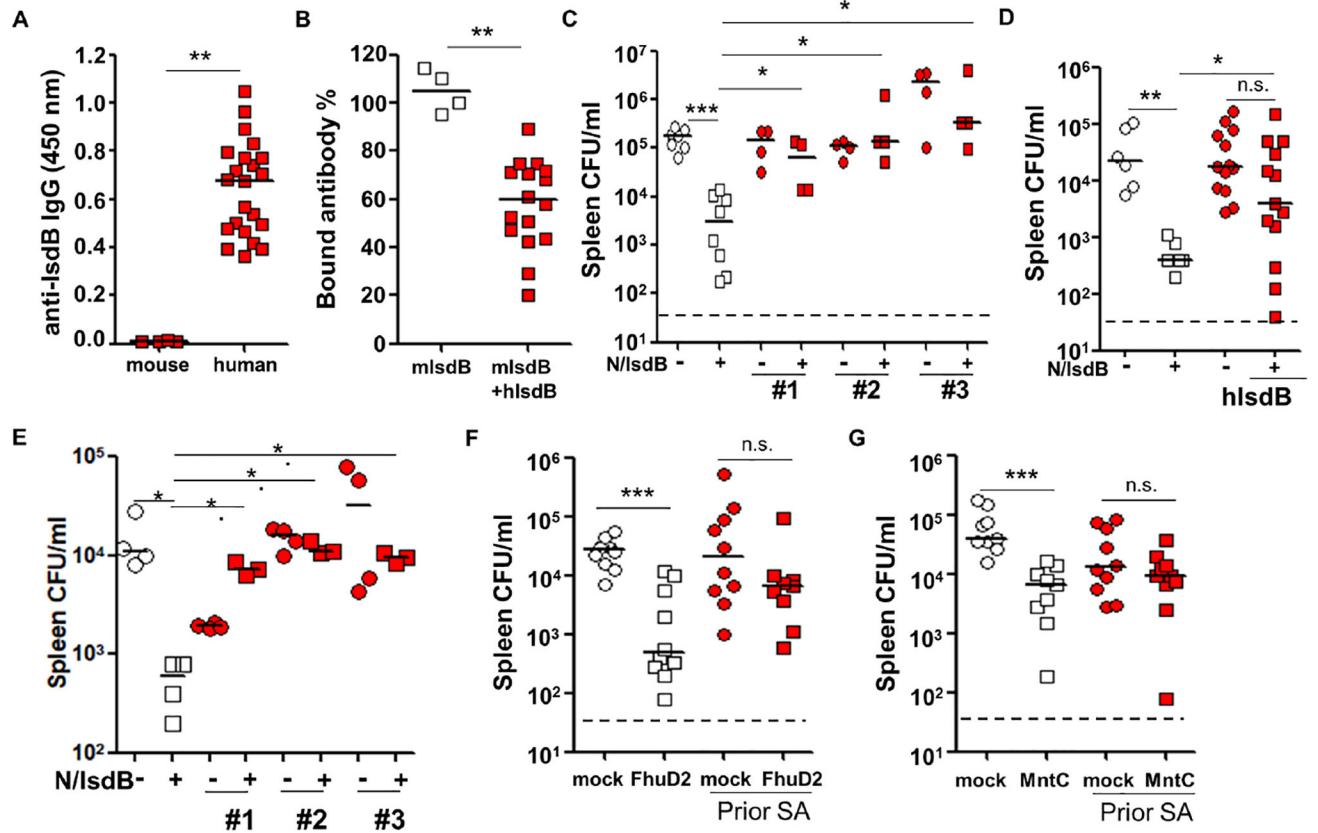 A
**
anti-IsdB IgG (450 nm)
1.2
1.0
0.8
0.6
0.4
0.2
0.0
mouse human
B
**
Bound antibody %
120
100
80
60
40
20
0
mIsdB mIsdB
+hIsdB
C
*
*
*
***
Spleen CFU/ml
10⁷
10⁶
10⁵
10⁴
10³
10²
10¹
N/IsdB - + - + - + - +
#1 #2 #3
D
*
** n.s.
Spleen CFU/ml
10⁶
10⁵
10⁴
10³
10²
10¹
N/IsdB - + - +
hIsdB
E
*
*
* *
Spleen CFU/ml
10⁵
10⁴
10³
10²
N/IsdB - + - + - + - +
#1 #2 #3
F
n.s.
***
Spleen CFU/ml
10⁶
10⁵
10⁴
10³
10²
10¹
mock FhuD2 mock FhuD2
Prior SA
G
*** n.s.
Spleen CFU/ml
10⁶
10⁵
10⁴
10³
10²
10¹
mock MntC mock MntC
Prior SA